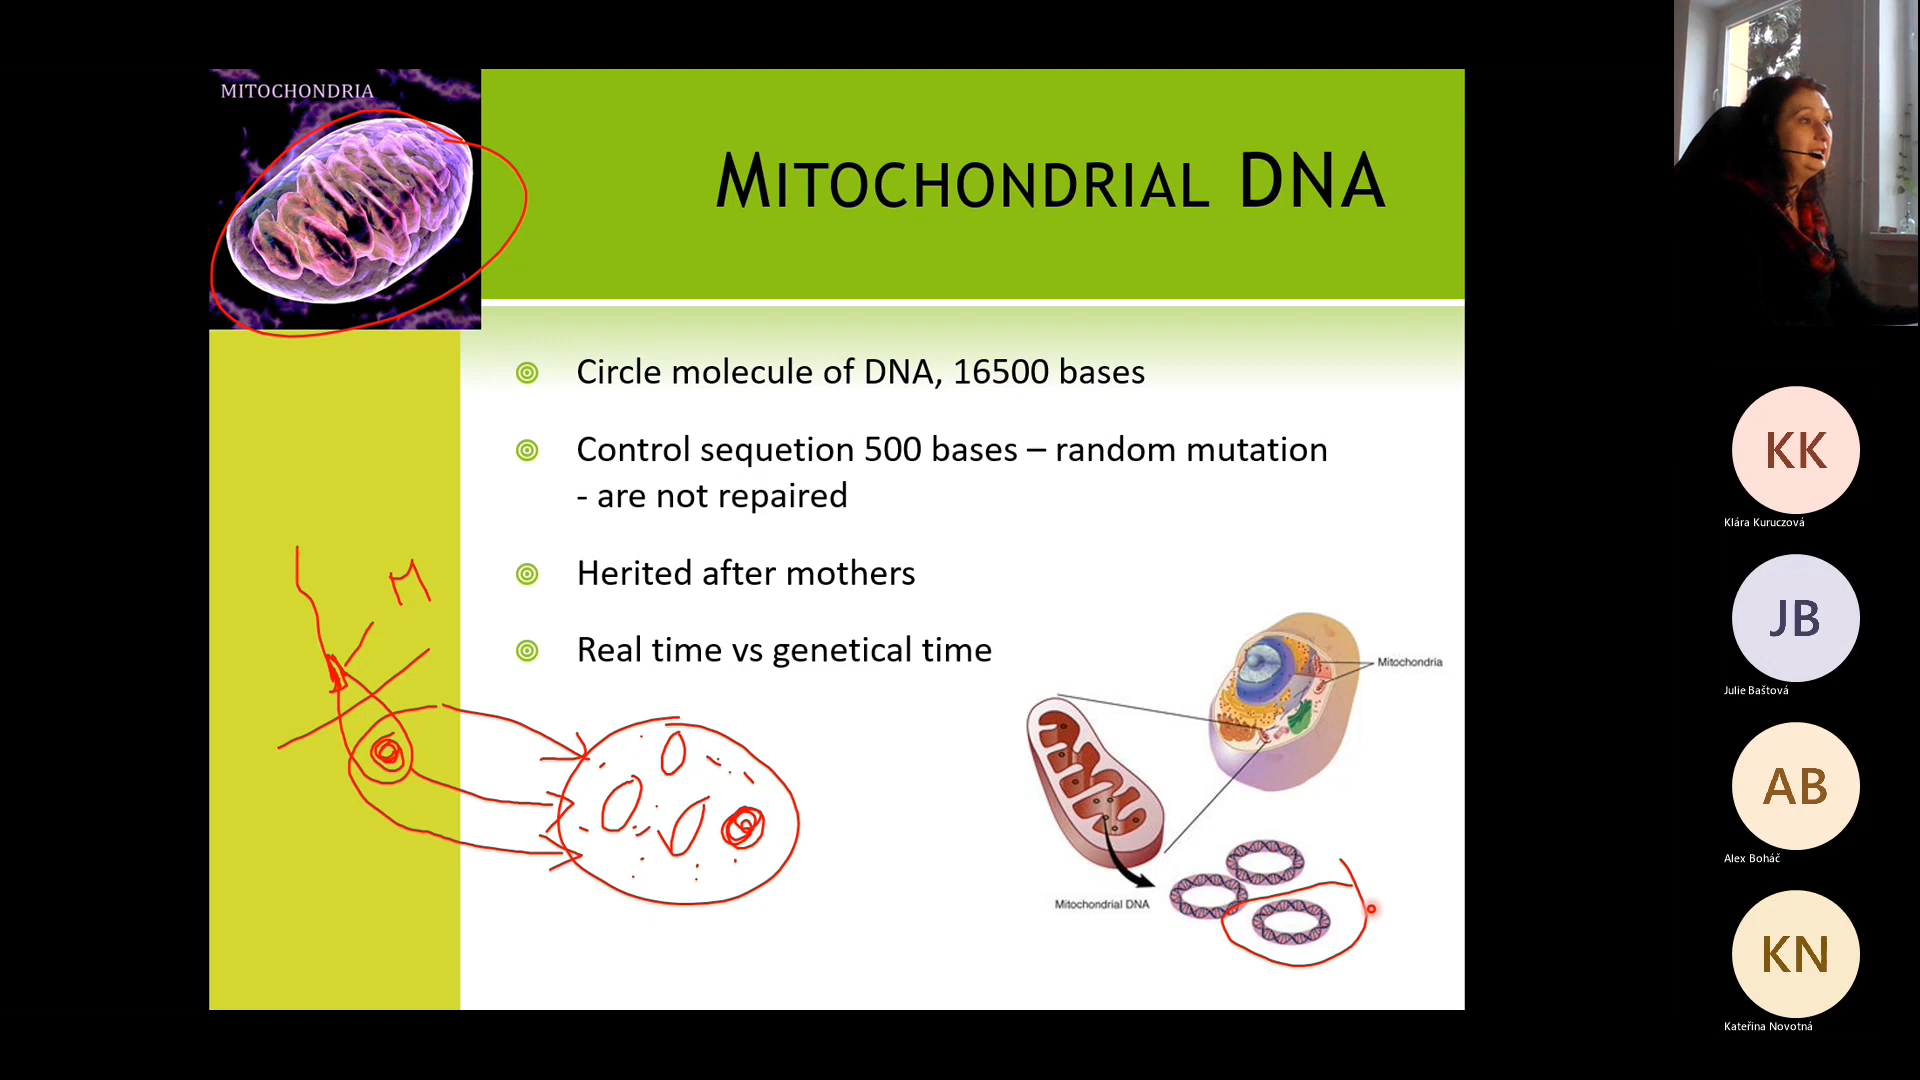 MITOCHONDRIA
MITOCHONDRIAL DNA
Circle molecule of DNA, 16500 bases
Control sequetion 500 bases – random mutation
- are not repaired
Herited after mothers
Real time vs genetical time
M
Mitochondria
Mitochondrial DNA
KK
Klára Kuruczová
JB
Julie Baštová
AB
Alex Boháč
KN
Kateřina Novotná